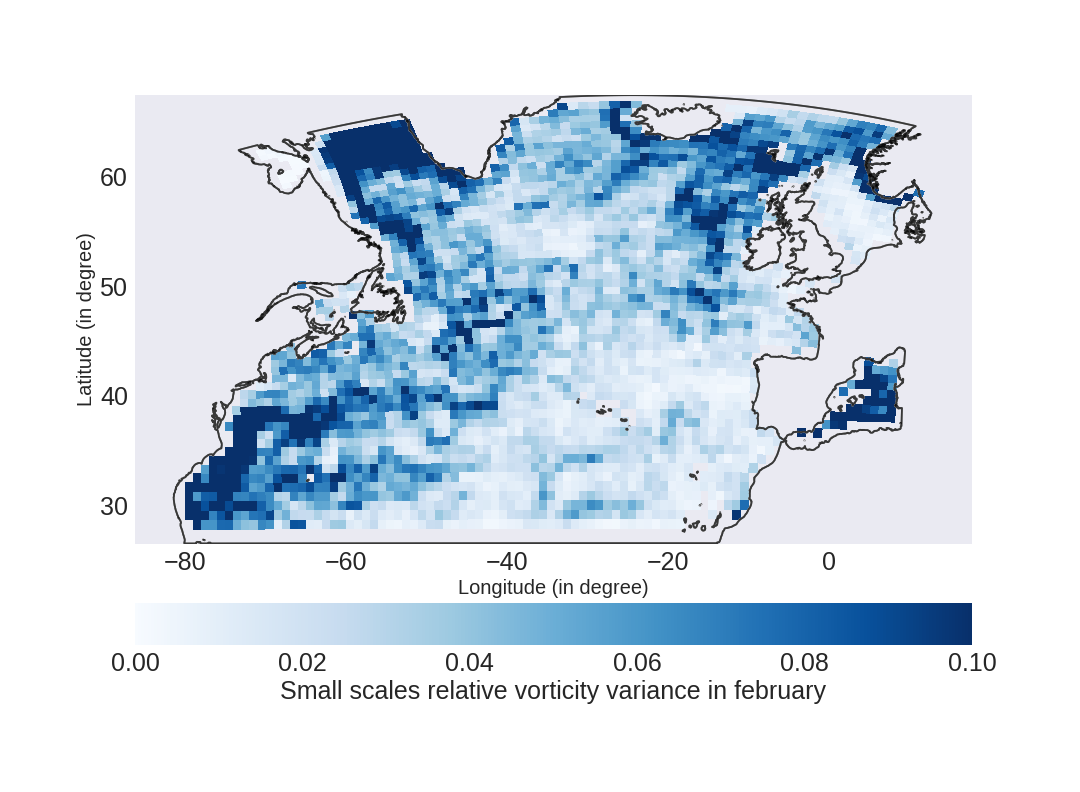 Latitude (in degree)
60
50
40
30
−80 −60 −40 −20 0
Longitude (in degree)
0.00 0.02 0.04 0.06 0.08 0.10
Small scales relative vorticity variance in february